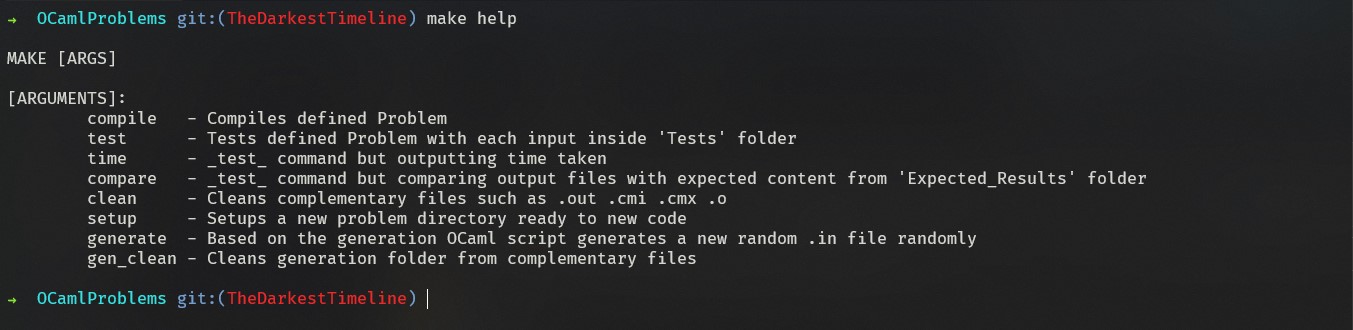 → OCamlProblems git:(TheDarkestTimeline) make help
MAKE [ARGS]
[ARGUMENTS]:
compile - Compiles defined Problem
test - Tests defined Problem with each input inside 'Tests' folder
time - _test_ command but outputting time taken
compare - _test_ command but comparing output files with expected content from 'Expected_Results' folder
clean - Cleans complementary files such as .out .cmi .cmx .o
setup - Setups a new problem directory ready to new code
generate - Based on the generation OCaml script generates a new random .in file randomly
gen_clean - Cleans generation folder from complementary files
→ OCamlProblems git:(TheDarkestTimeline)